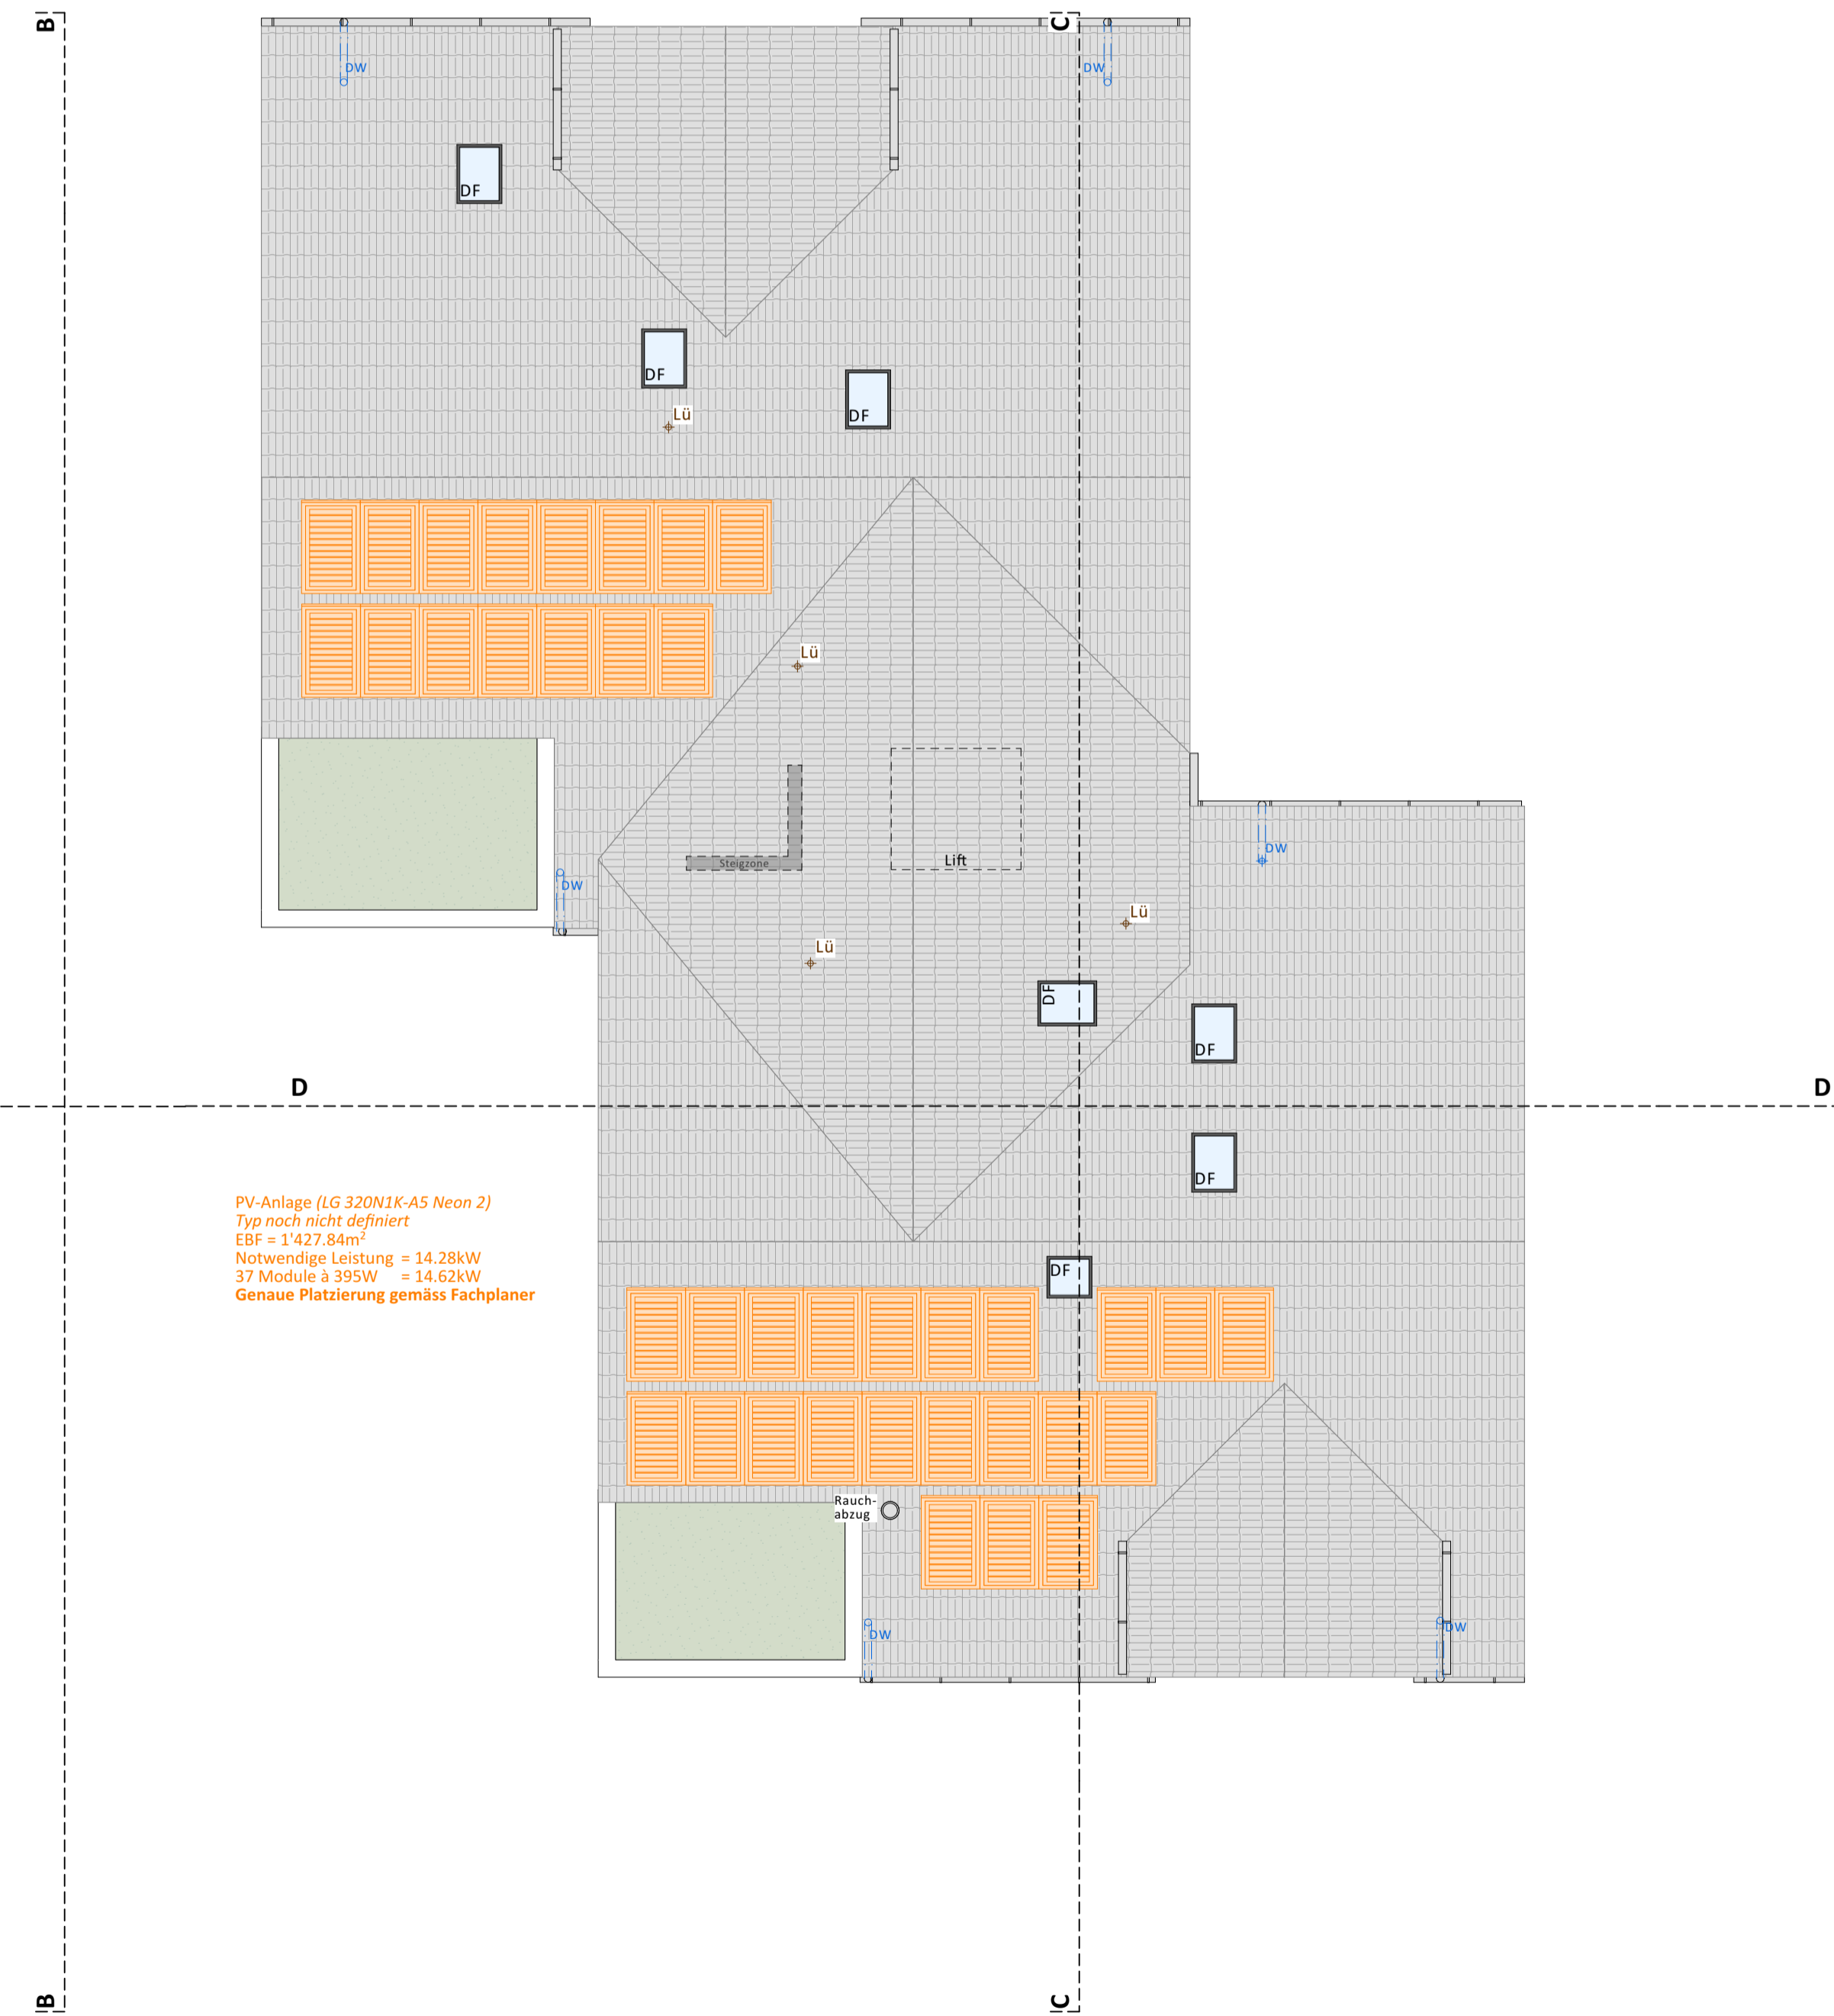 B
C
DW
DW
DF
DF
DF
Lü
Lü
Steigzone
Lift
DW
DW
Lü
Lü
DF
DF
D
D
DF
PV-Anlage (LG 320N1K-A5 Neon 2)
Typ noch nicht definiert
EBF = 1'427.84m²
Notwendige Leistung = 14.28kW
37 Module à 395W = 14.62kW
Genaue Platzierung gemäss Fachplaner
DF
Rauch-
abzug
DW
DW
B
C